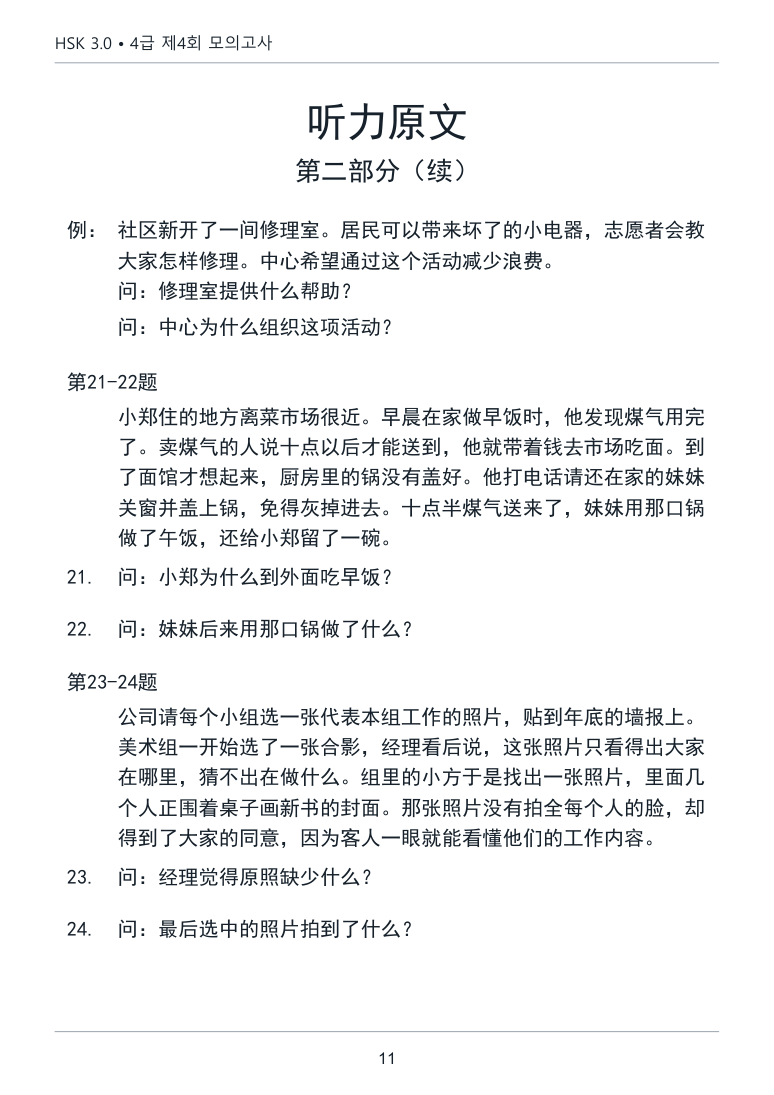 HSK 3.0 • 4급 제4회 모의고사
听力原文
第二部分（续）
例： 社区新开了一间修理室。居民可以带来坏了的小电器，志愿者会教
大家怎样修理。中心希望通过这个活动减少浪费。
问：修理室提供什么帮助？
问：中心为什么组织这项活动？
第21-22题
小郑住的地方离菜市场很近。早晨在家做早饭时，他发现煤气用完
了。卖煤气的人说十点以后才能送到，他就带着钱去市场吃面。到
了面馆才想起来，厨房里的锅没有盖好。他打电话请还在家的妹妹
关窗并盖上锅，免得灰掉进去。十点半煤气送来了，妹妹用那口锅
做了午饭，还给小郑留了一碗。
21. 问：小郑为什么到外面吃早饭？
22. 问：妹妹后来用那口锅做了什么？
第23-24题
公司请每个小组选一张代表本组工作的照片，贴到年底的墙报上。
美术组一开始选了一张合影，经理看后说，这张照片只看得出大家
在哪里，猜不出在做什么。组里的小方于是找出一张照片，里面几
个人正围着桌子画新书的封面。那张照片没有拍全每个人的脸，却
得到了大家的同意，因为客人一眼就能看懂他们的工作内容。
23. 问：经理觉得原照缺少什么？
24. 问：最后选中的照片拍到了什么？
11